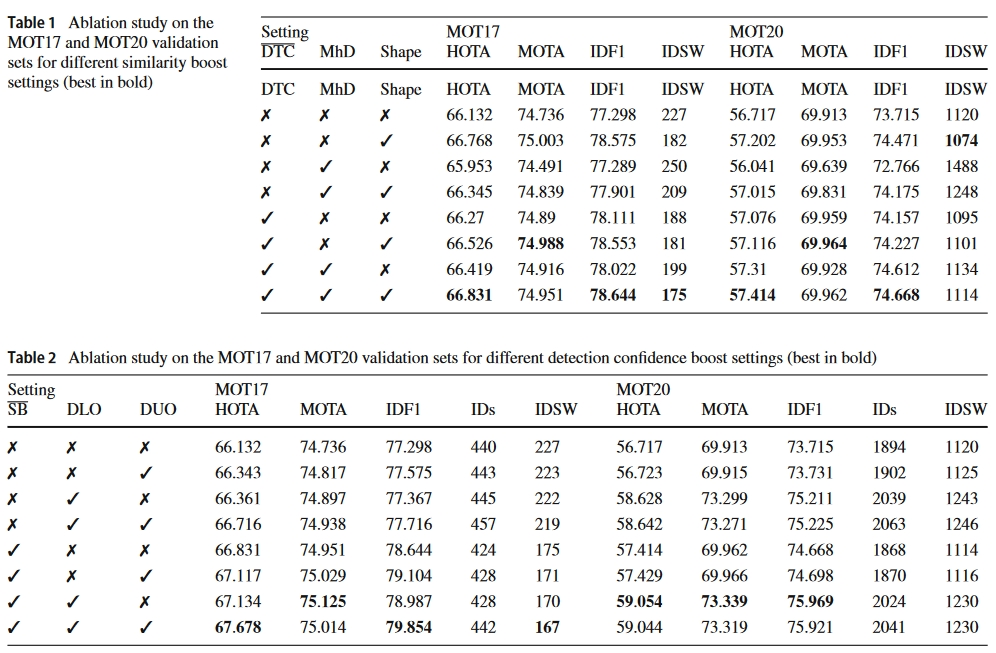 Table 1 Ablation study on the
MOT17 and MOT20 validation
sets for different similarity boost
settings (best in bold)
Setting MOT17 MOT20
DTC MhD Shape HOTA MOTA IDF1 IDSW HOTA MOTA IDF1 IDSW
DTC MhD Shape HOTA MOTA IDF1 IDSW HOTA MOTA IDF1 IDSW
✗ ✗ ✗ 66.132 74.736 77.298 227 56.717 69.913 73.715 1120
✗ ✗ ✓ 66.768 75.003 78.575 182 57.202 69.953 74.471 1074
✗ ✓ ✗ 65.953 74.491 77.289 250 56.041 69.639 72.766 1488
✗ ✓ ✓ 66.345 74.839 77.901 209 57.015 69.831 74.175 1248
✓ ✗ ✗ 66.27 74.89 78.111 188 57.076 69.959 74.157 1095
✓ ✗ ✓ 66.526 74.988 78.553 181 57.116 69.964 74.227 1101
✓ ✓ ✗ 66.419 74.916 78.022 199 57.31 69.928 74.612 1134
✓ ✓ ✓ 66.831 74.951 78.644 175 57.414 69.962 74.668 1114
Table 2 Ablation study on the MOT17 and MOT20 validation sets for different detection confidence boost settings (best in bold)
Setting MOT17 MOT20
SB DLO DUO HOTA MOTA IDF1 IDs IDSW HOTA MOTA IDF1 IDs IDSW
✗ ✗ ✗ 66.132 74.736 77.298 440 227 56.717 69.913 73.715 1894 1120
✗ ✗ ✓ 66.343 74.817 77.575 443 223 56.723 69.915 73.731 1902 1125
✗ ✓ ✗ 66.361 74.897 77.367 445 222 58.628 73.299 75.211 2039 1243
✗ ✓ ✓ 66.716 74.938 77.716 457 219 58.642 73.271 75.225 2063 1246
✓ ✗ ✗ 66.831 74.951 78.644 424 175 57.414 69.962 74.668 1868 1114
✓ ✗ ✓ 67.117 75.029 79.104 428 171 57.429 69.966 74.698 1870 1116
✓ ✓ ✗ 67.134 75.125 78.987 428 170 59.054 73.339 75.969 2024 1230
✓ ✓ ✓ 67.678 75.014 79.854 442 167 59.044 73.319 75.921 2041 1230